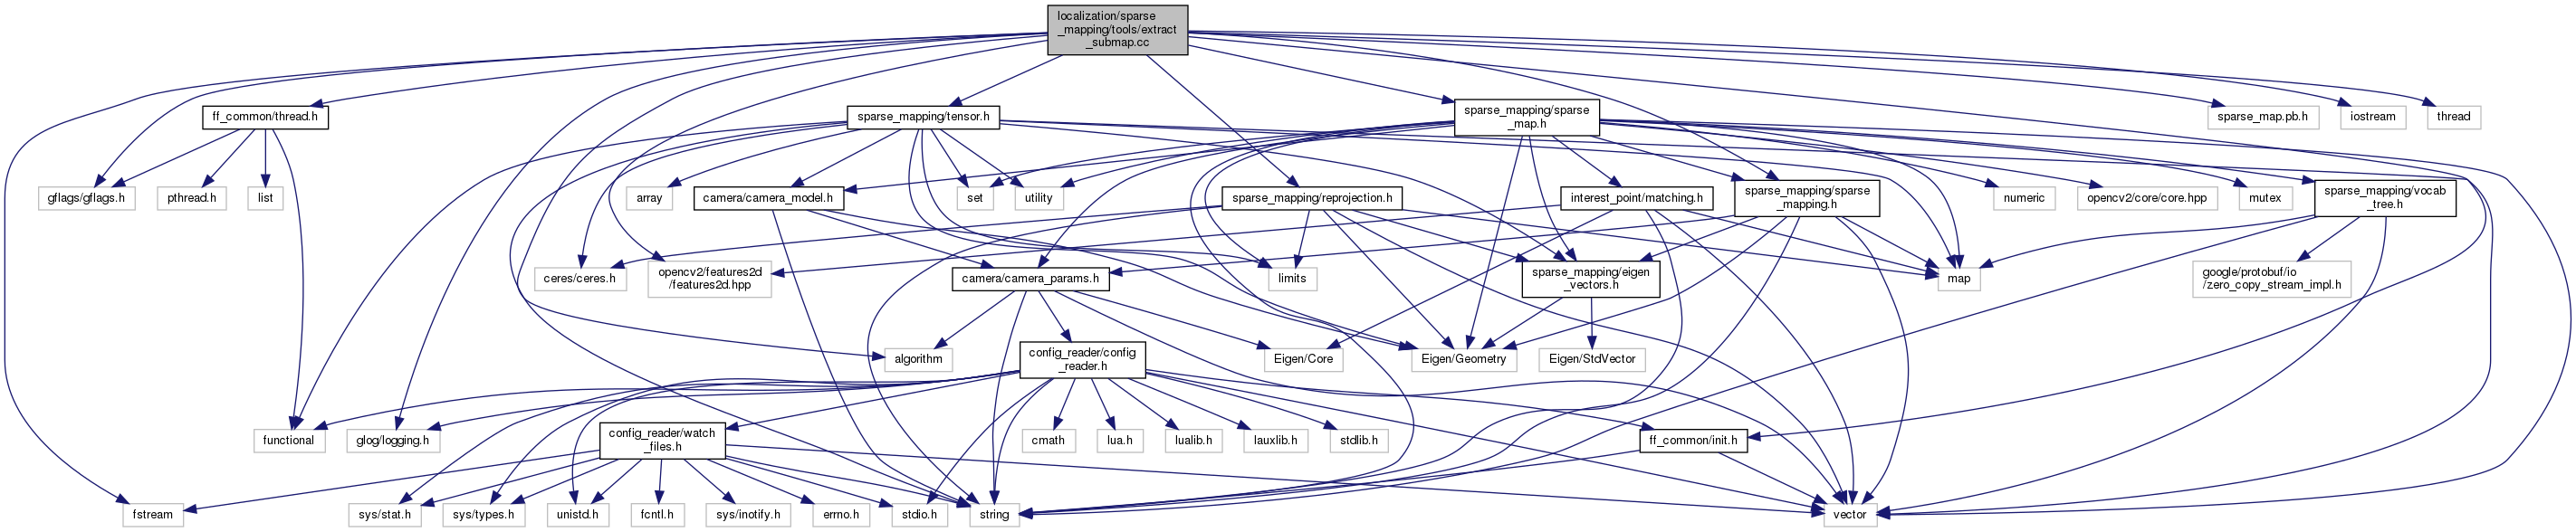 localization/sparse
_mapping/tools/extract
_submap.cc
ff_common/thread.h
sparse_mapping/tensor.h
sparse_mapping/sparse
_map.h
sparse_map.pb.h
iostream
thread
gflags/gflags.h
pthread.h
list
array
camera/camera_model.h
set
utility
sparse_mapping/reprojection.h
interest_point/matching.h
sparse_mapping/sparse
_mapping.h
numeric
opencv2/core/core.hpp
mutex
sparse_mapping/vocab
_tree.h
ceres/ceres.h
opencv2/features2d
/features2d.hpp
camera/camera_params.h
limits
sparse_mapping/eigen
_vectors.h
map
google/protobuf/io
/zero_copy_stream_impl.h
algorithm
config_reader/config
_reader.h
Eigen/Core
Eigen/Geometry
Eigen/StdVector
functional
glog/logging.h
config_reader/watch
_files.h
cmath
lua.h
lualib.h
lauxlib.h
stdlib.h
ff_common/init.h
fstream
sys/stat.h
sys/types.h
unistd.h
fcntl.h
sys/inotify.h
errno.h
stdio.h
string
vector